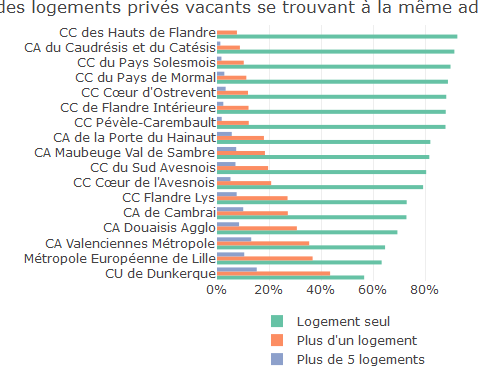 des logements privés vacants se trouvant à la même ad
CC des Hauts de Flandre
CA du Caudrésis et du Catésis
CC du Pays Solesmois
CC du Pays de Mormal
CC Cœur d'Ostrevent
CC de Flandre Intérieure
CC Pévèle-Carembault
CA de la Porte du Hainaut
CA Maubeuge Val de Sambre
CC du Sud Avesnois
CC Cœur de l'Avesnois
CC Flandre Lys
CA de Cambrai
CA Douaisis Agglo
CA Valenciennes Métropole
Métropole Européenne de Lille
CU de Dunkerque
0% 20% 40% 60% 80%
Logement seul
Plus d'un logement
Plus de 5 logements